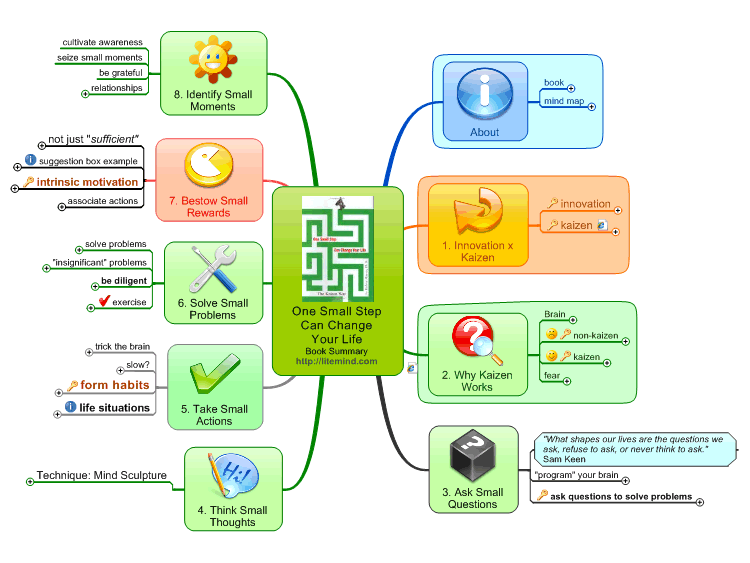 One Small Step
Can Change
Your Life
Book Summary
http://litemind.com
One Small Step
Can Change Your Life
The Kaizen Way
About
book
mind map
1. Innovation x
Kaizen
innovation
kaizen
2. Why Kaizen
Works
Brain
non-kaizen
kaizen
fear
3. Ask Small
Questions
"What shapes our lives are the questions we
ask, refuse to ask, or never think to ask."
Sam Keen
"program" your brain
ask questions to solve problems
4. Think Small
Thoughts
Hi!
Technique: Mind Sculpture
5. Take Small
Actions
trick the brain
slow?
form habits
life situations
6. Solve Small
Problems
solve problems
"insignificant" problems
be diligent
exercise
7. Bestow Small
Rewards
not just "sufficient"
suggestion box example
intrinsic motivation
associate actions
8. Identify Small
Moments
cultivate awareness
seize small moments
be grateful
relationships